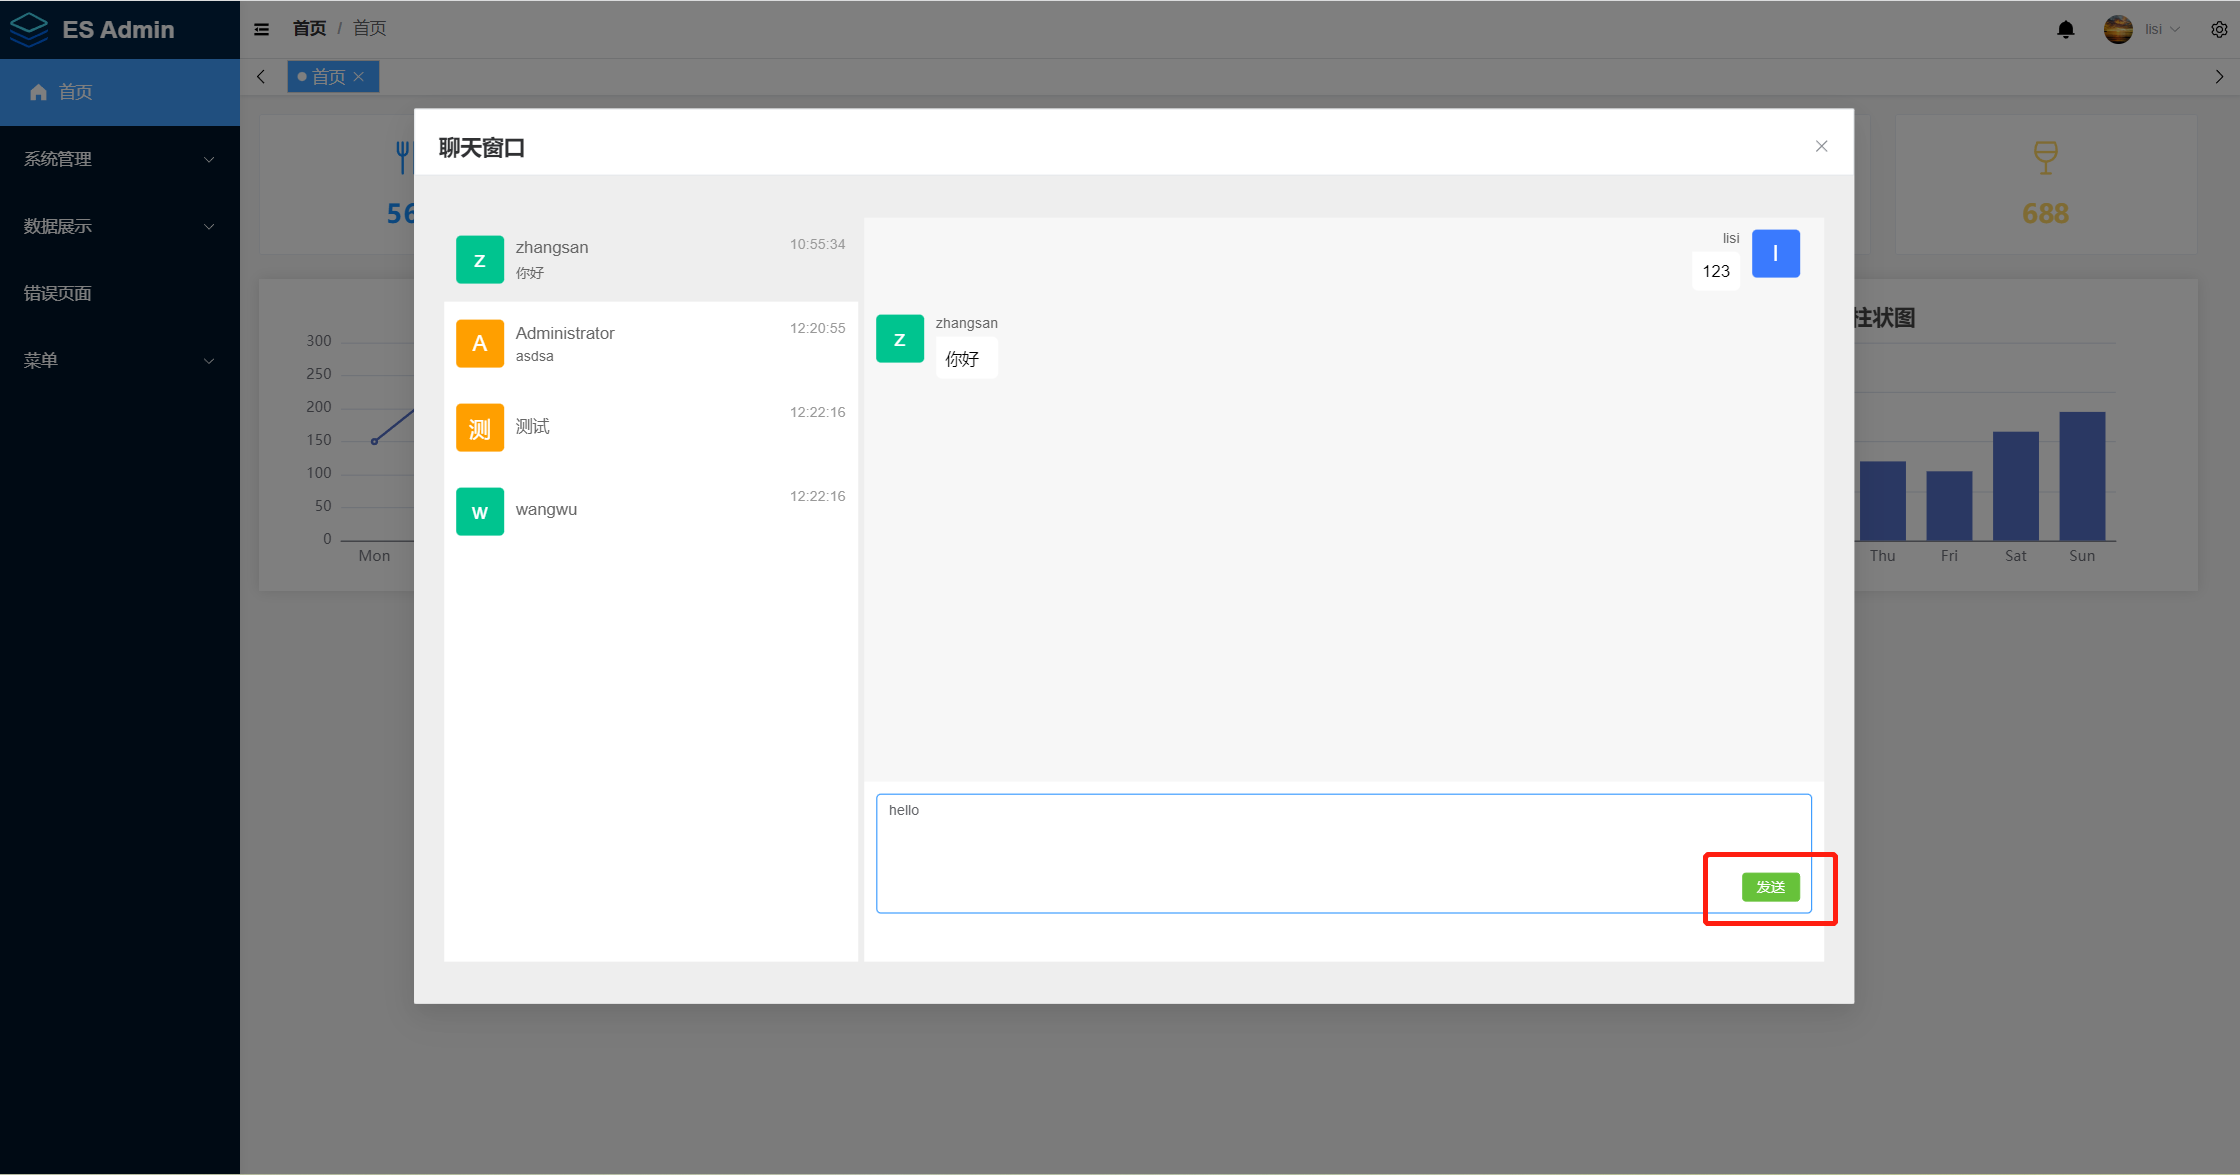 ES Admin
首页 / 首页
lisi
首页
首页
系统管理
数据展示
错误页面
菜单
56
688
聊天窗口
zhangsan
10:55:34
你好
Administrator
12:20:55
asdsa
测试
12:22:16
wangwu
12:22:16
z
A
测
w
lisi
123
l
zhangsan
z
你好
hello
发送
300
250
200
150
100
50
0
Mon
柱状图
Thu Fri Sat Sun